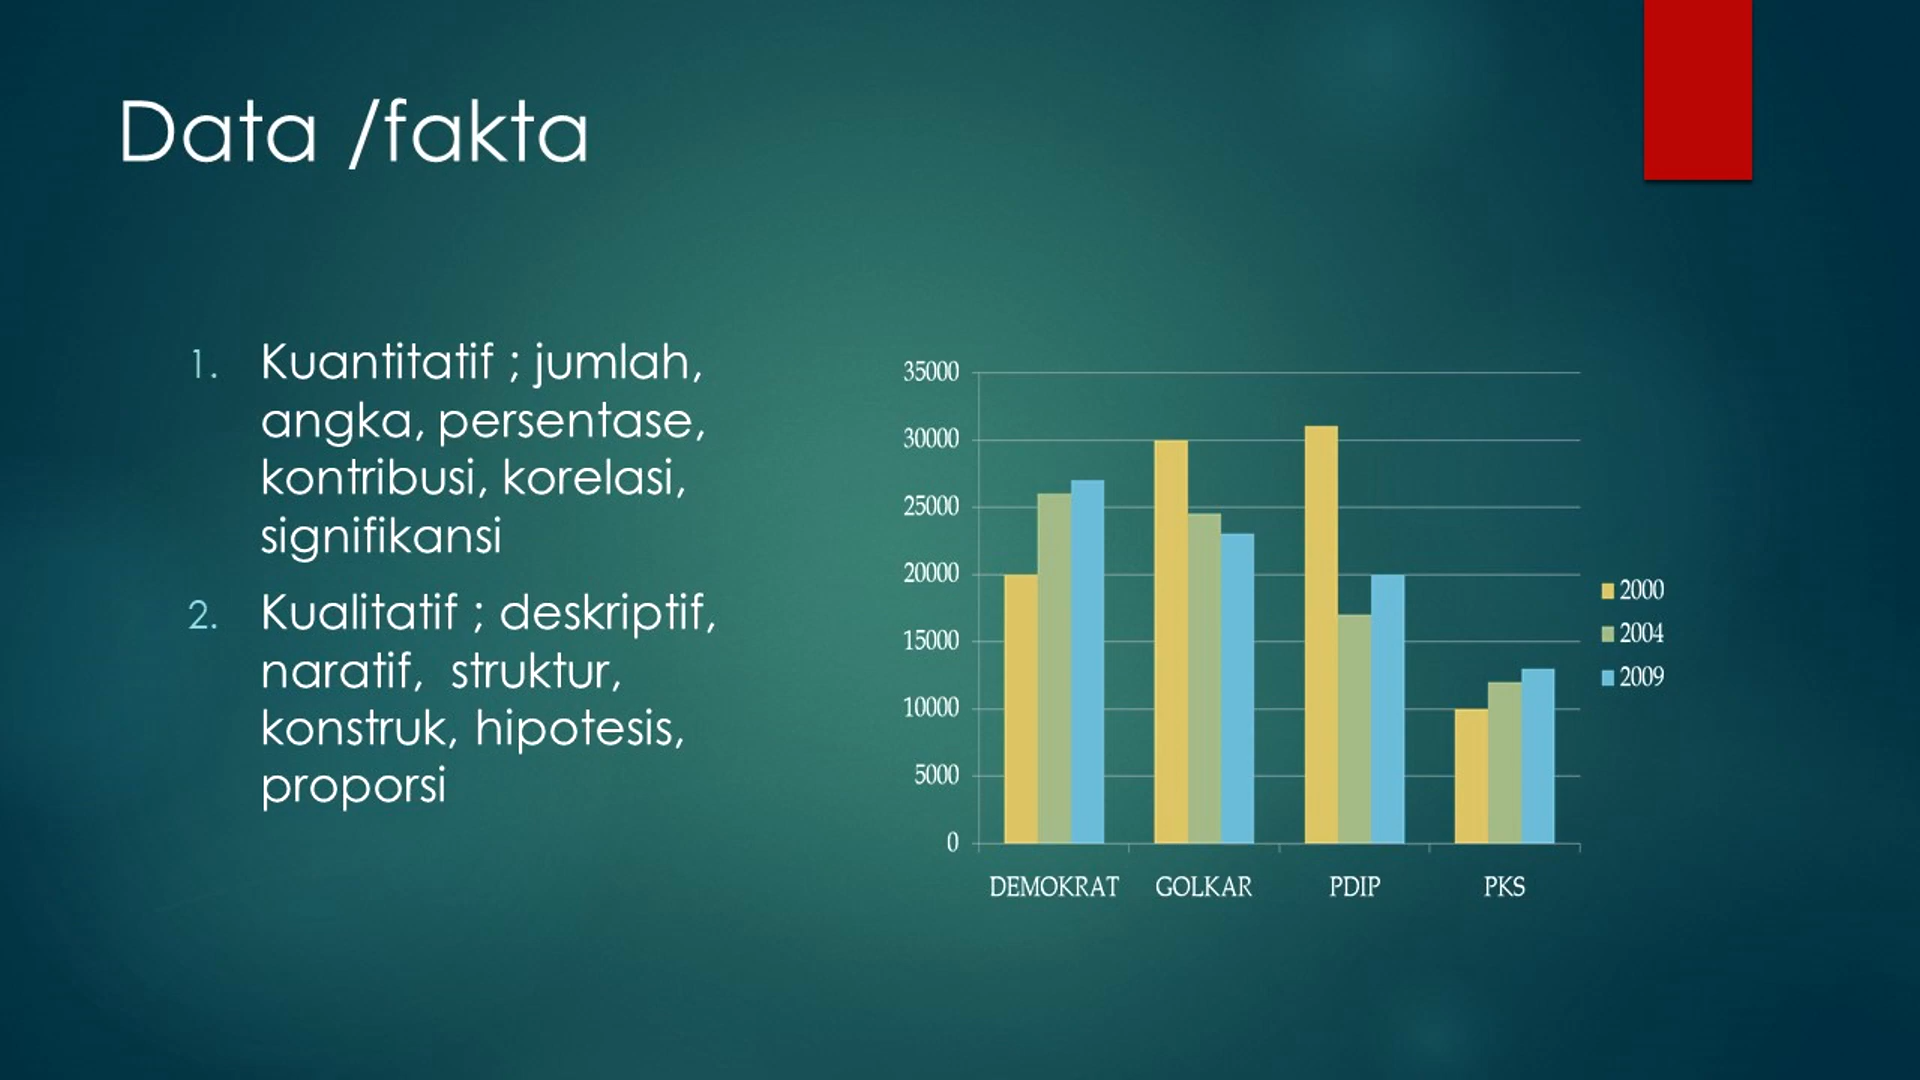 Data /fakta
1. Kuantitatif ; jumlah,
angka, persentase,
kontribusi, korelasi,
signifikansi
2. Kualitatif ; deskriptif,
naratif,  struktur,
konstruk, hipotesis,
proporsi
35000
30000
25000
20000
15000
10000
5000
0
DEMOKRAT
GOLKAR
PDIP
PKS
2000
2004
2009